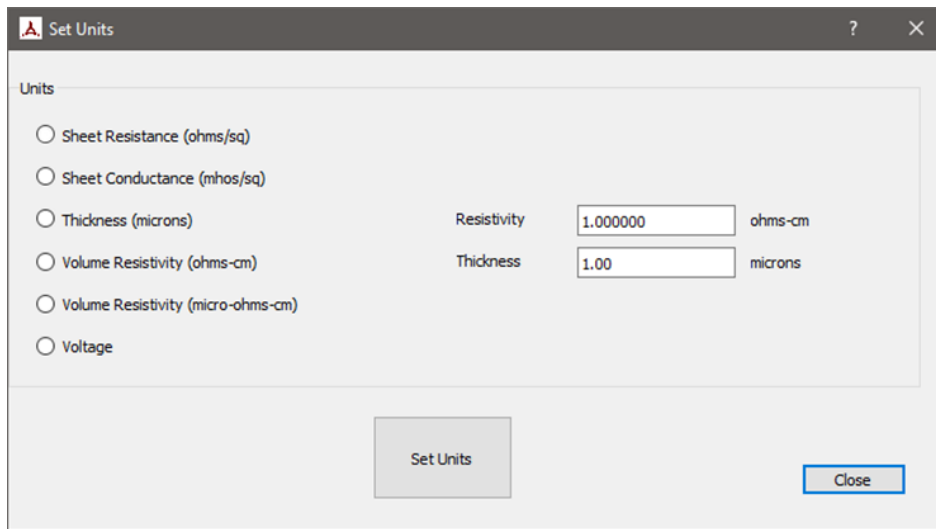 Set Units
?
Units
Sheet Resistance (ohms/sq)
Sheet Conductance (mhos/sq)
Thickness (microns) Resistivity 1.000000 ohms-cm
Volume Resistivity (ohms-cm) Thickness 1.00 microns
Volume Resistivity (micro-ohms-cm)
Voltage
Set Units
Close